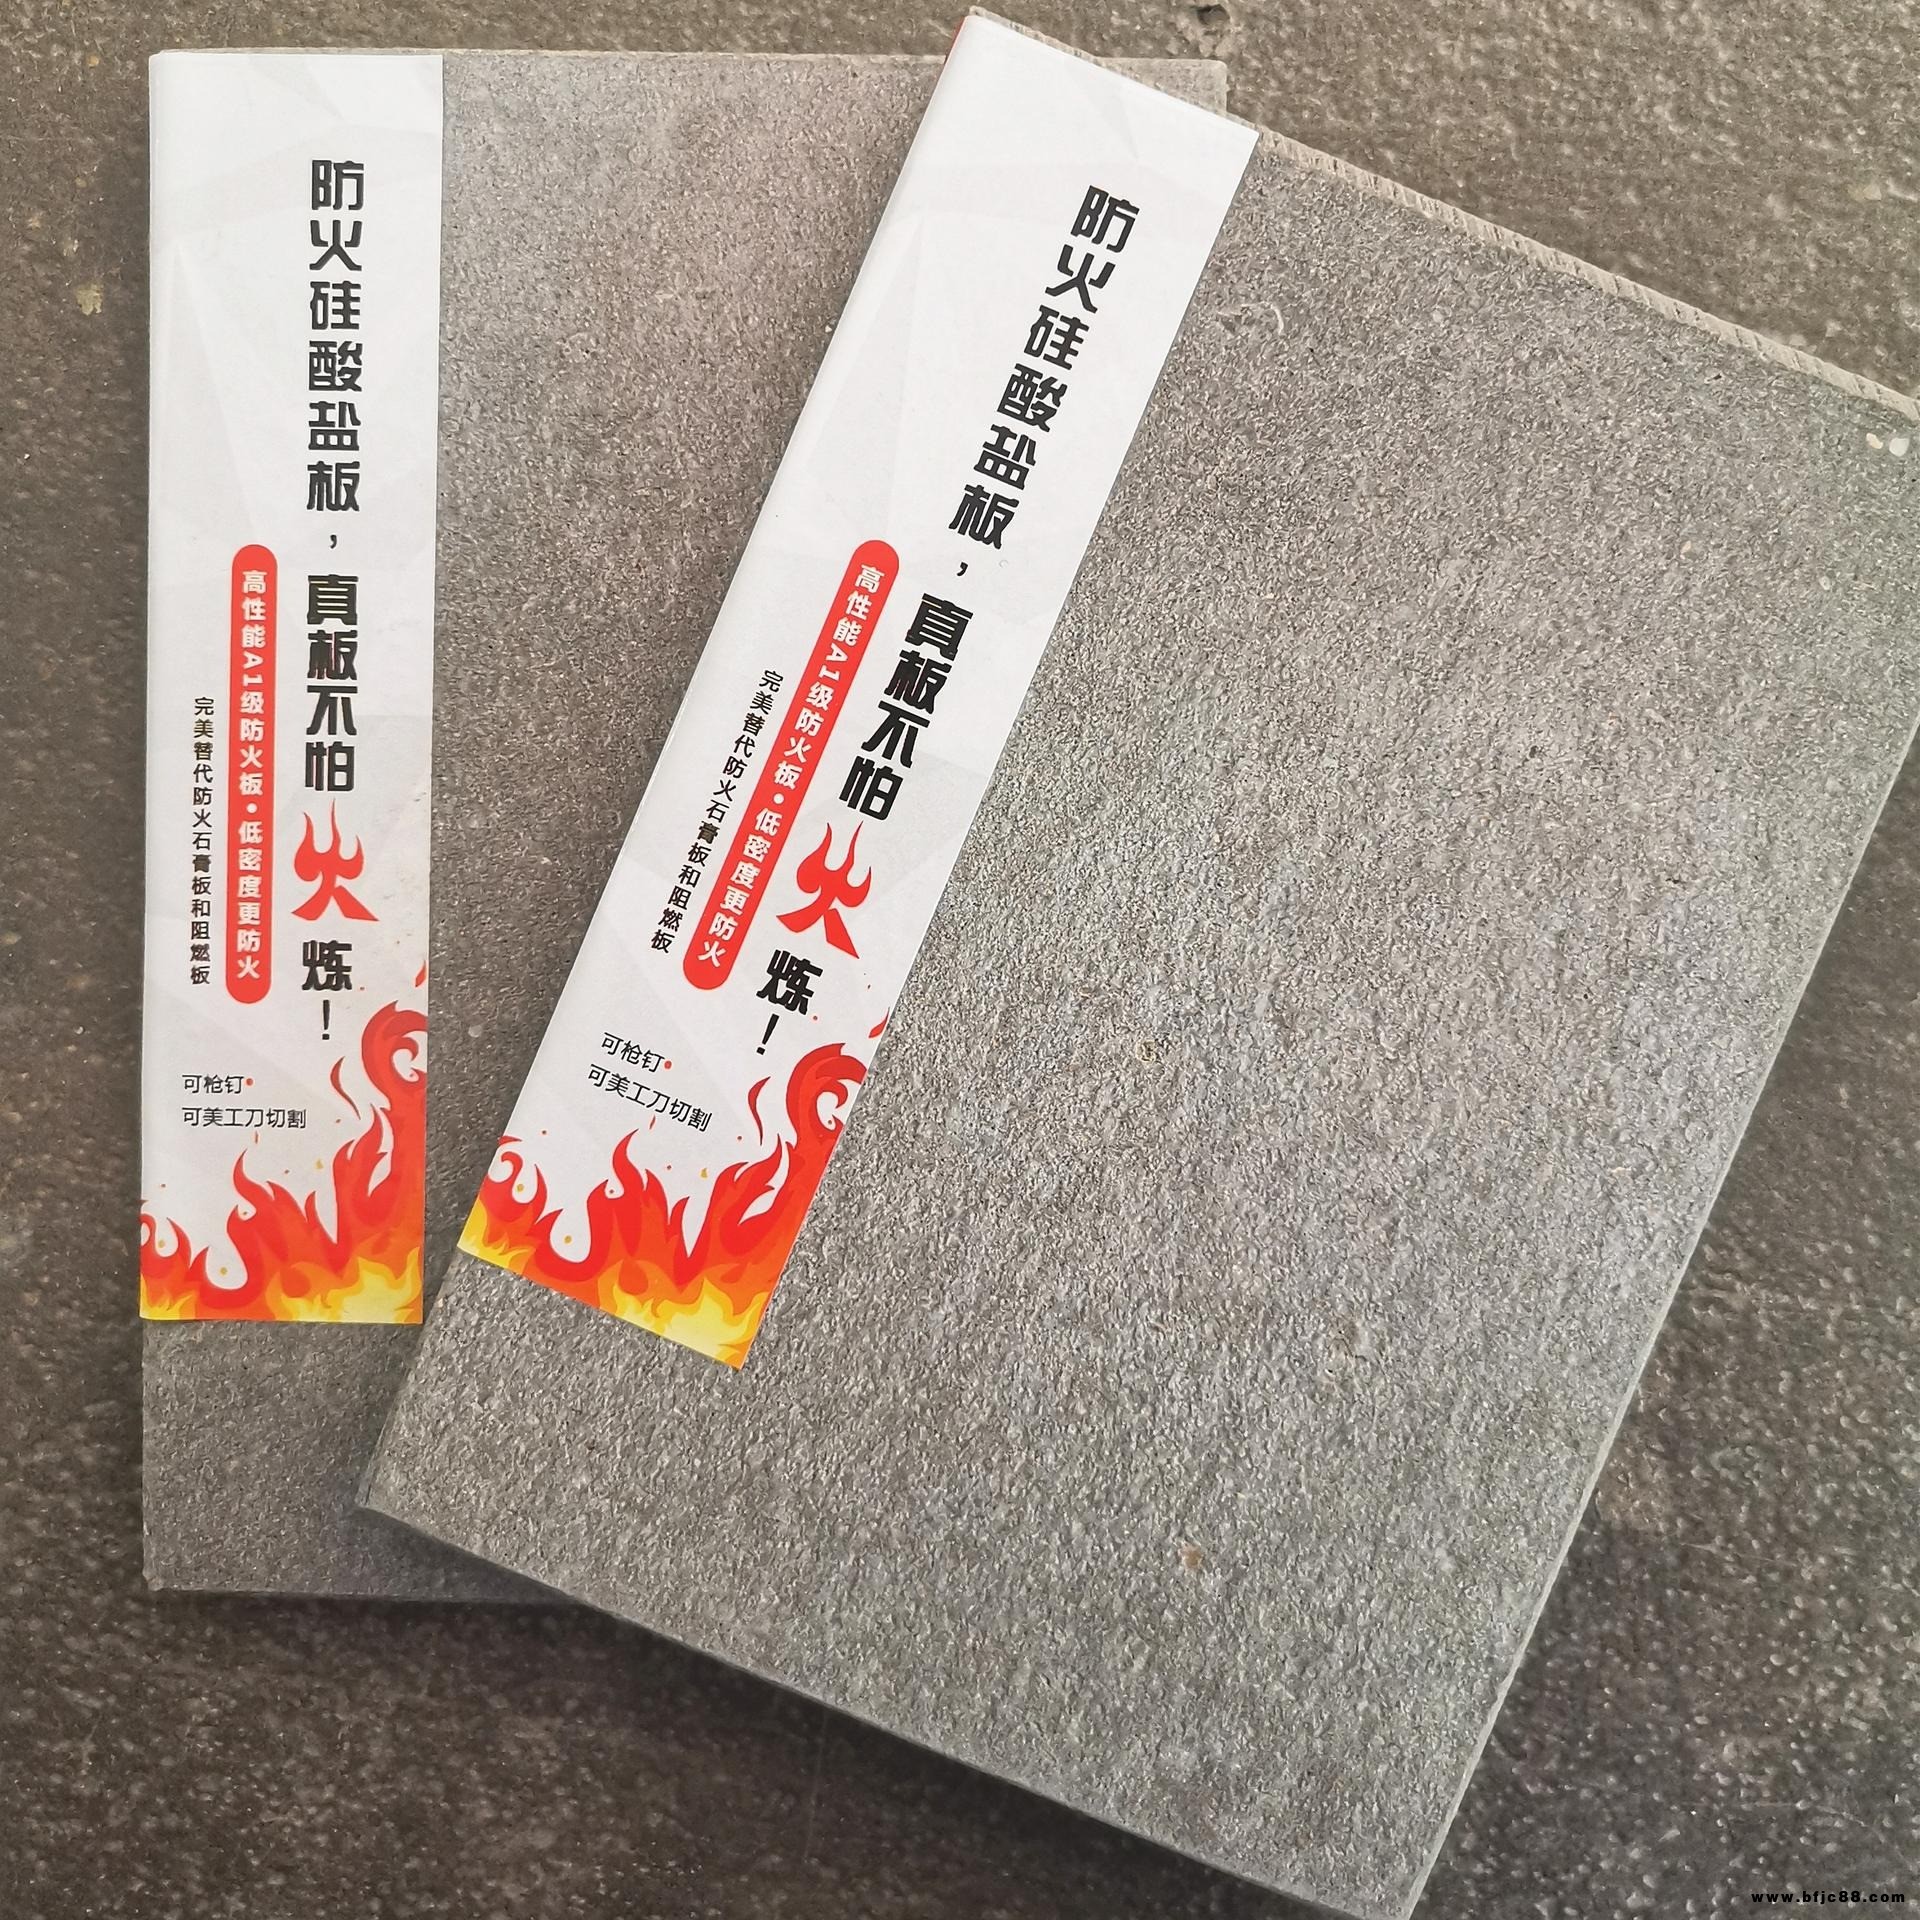 防火硅酸盐板，真板不怕火炼！
高性能A1级防火板·低密度更防火
完美替代防火石膏板和阻燃板
可枪钉
可美工刀切割
防火硅酸盐板，真板不怕火炼！
高性能A1级防火板·低密度更防火
完美替代防火石膏板和阻燃板
可枪钉
可美工刀切割
www.bfjc88.com